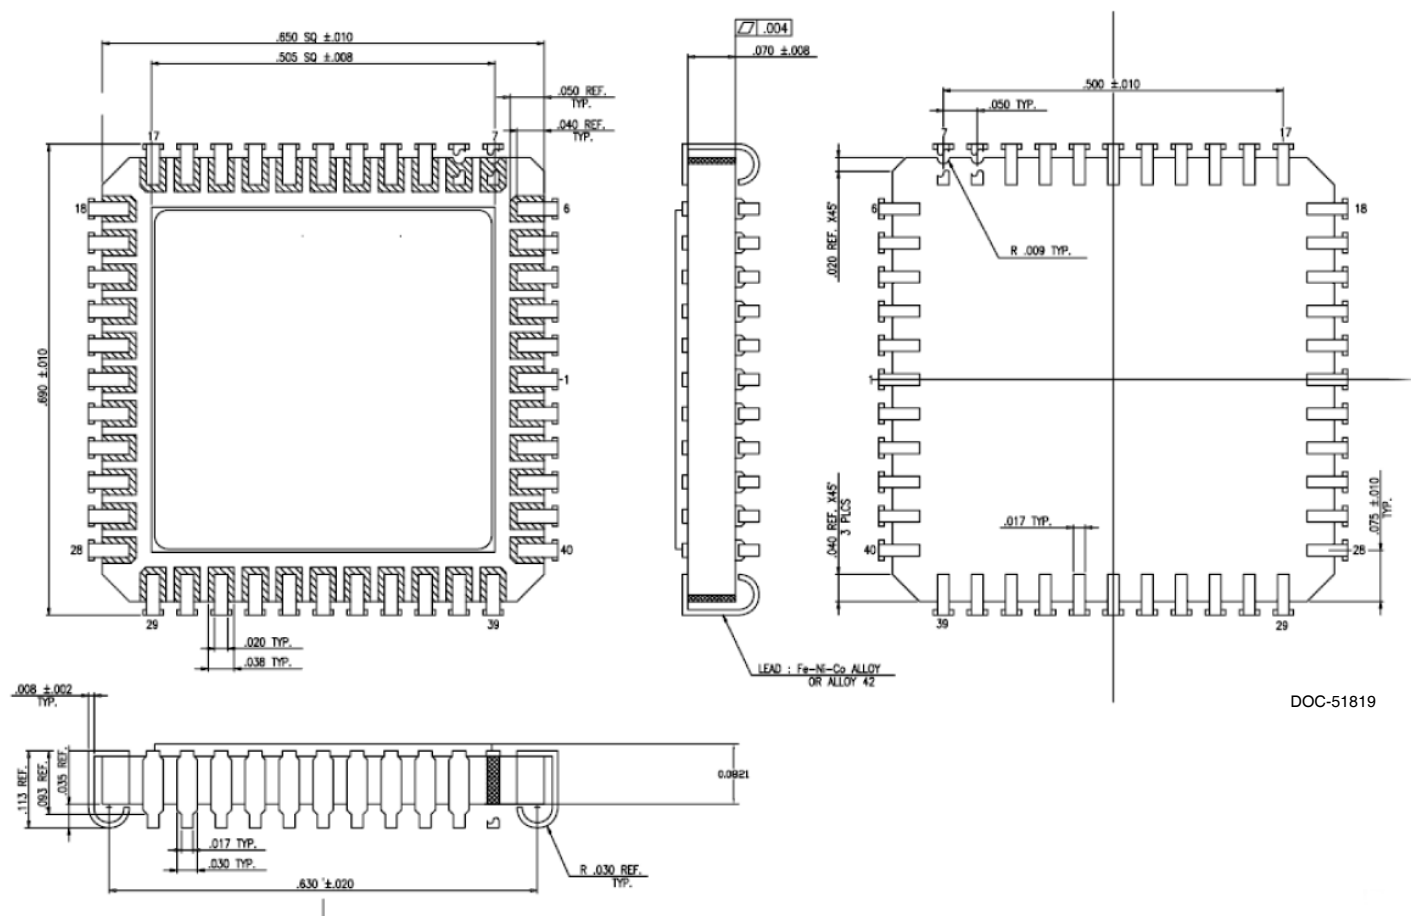 .650 SQ ±.010
.505 SQ ±.008
.050 REF.
TYP.
.040 REF.
TYP.
17
7
18
6
.690 ±.010
1
28
40
29
39
.020 TYP.
.038 TYP.
.004
.070 ±.008
LEAD : Fe-Ni-Co ALLOY
OR ALLOY 42
.500 ±.010
.050 TYP.
7
17
6
18
.020 REF. X45°
R .009 TYP.
1
.040 REF. X45°
3 PLCS
.017 TYP.
.075 ±.010
TYP.
40
28
39
29
DOC-51819
.008 ±.002
TYP.
.113 REF.
.093 REF.
.035 REF.
0.0821
.017 TYP.
.030 TYP.
R .030 REF.
TYP.
.630 ±.020